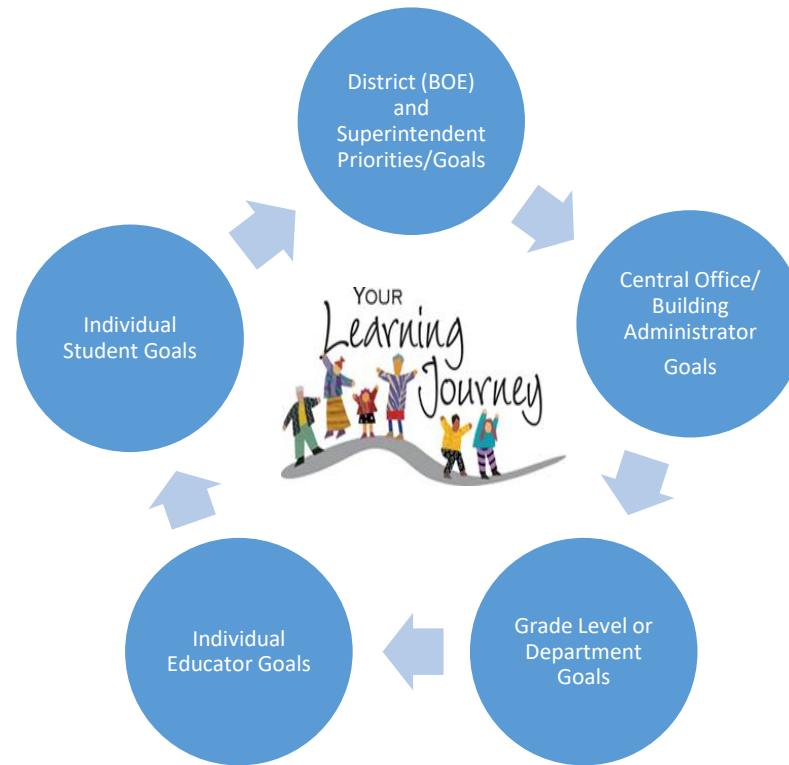 District (BOE)
and
Superintendent
Priorities/Goals
Central Office/
Building
Administrator
Goals
Grade Level or
Department
Goals
Individual
Educator Goals
Individual
Student Goals
YOUR
Learning
Journey